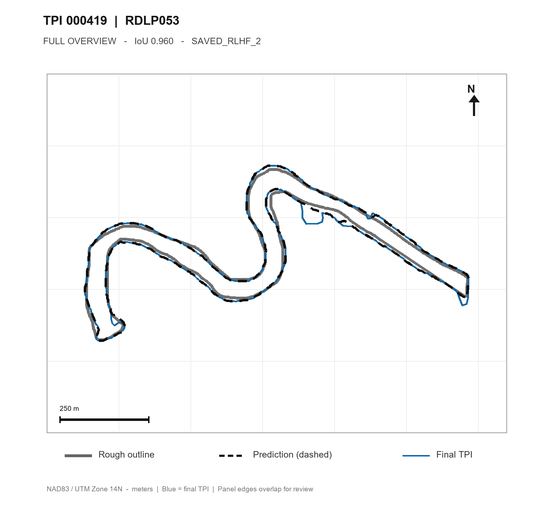 TPI 000419 | RDLP053
FULL OVERVIEW - IoU 0.960 - SAVED_RLHF_2
N
250 m
Rough outline
Prediction (dashed)
Final TPI
NAD83 / UTM Zone 14N - meters | Blue = final TPI | Panel edges overlap for review